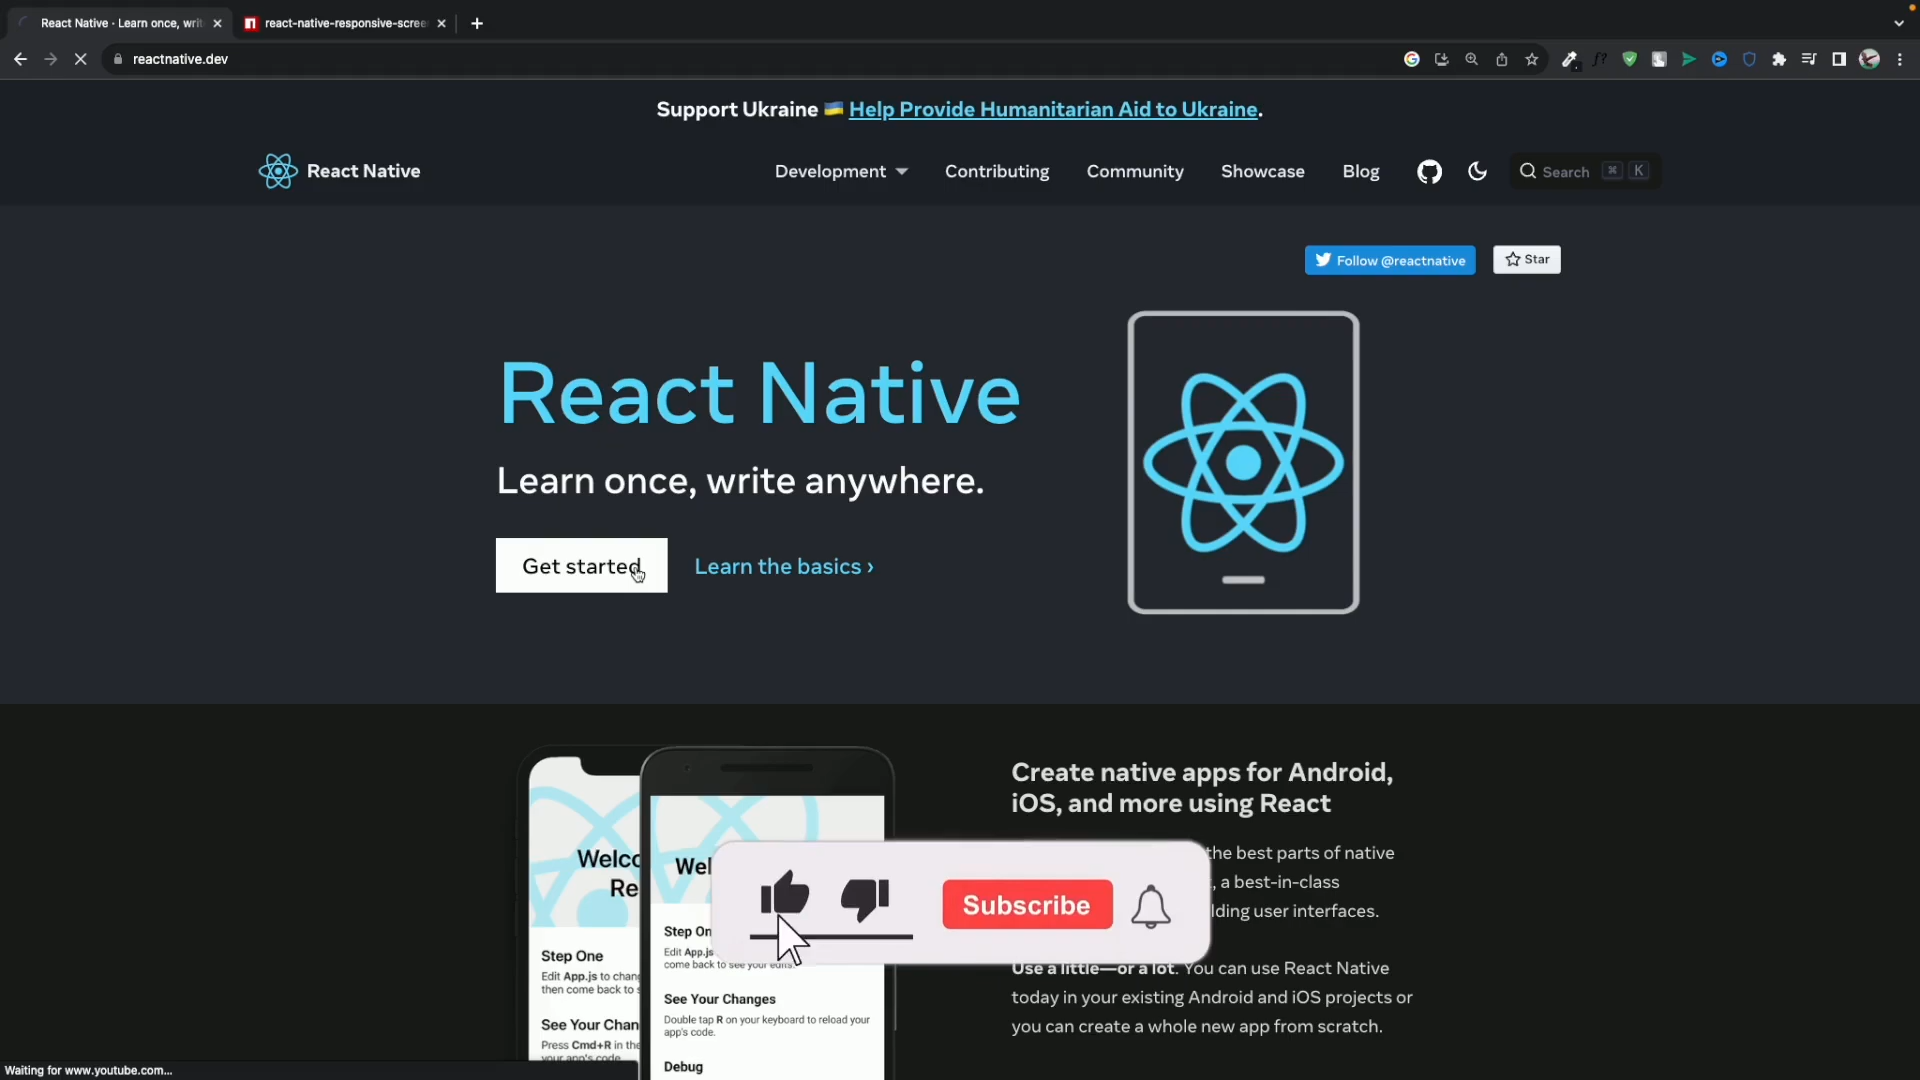 React Native · Learn once, writ
react-native-responsive-scree
reactnative.dev
Support Ukraine 🇺🇦 Help Provide Humanitarian Aid to Ukraine.
React Native
Development
Contributing
Community
Showcase
Blog
Search ⌘ K
Follow @reactnative
Star
React Native
Learn once, write anywhere.
Get started
Learn the basics ›
Create native apps for Android,
iOS, and more using React
the best parts of native
, a best-in-class
lding user interfaces.
Use a little—or a lot. You can use React Native
today in your existing Android and iOS projects or
you can create a whole new app from scratch.
Welco
Re
Step One
Edit App.js to chan
then come back to s
See Your Chan
Press Cmd+R in the
your app's code.
Wel
Step On
Edit App.js
come back to see your edits.
See Your Changes
Double tap R on your keyboard to reload your
app's code.
Debug
Subscribe
Waiting for www.youtube.com...